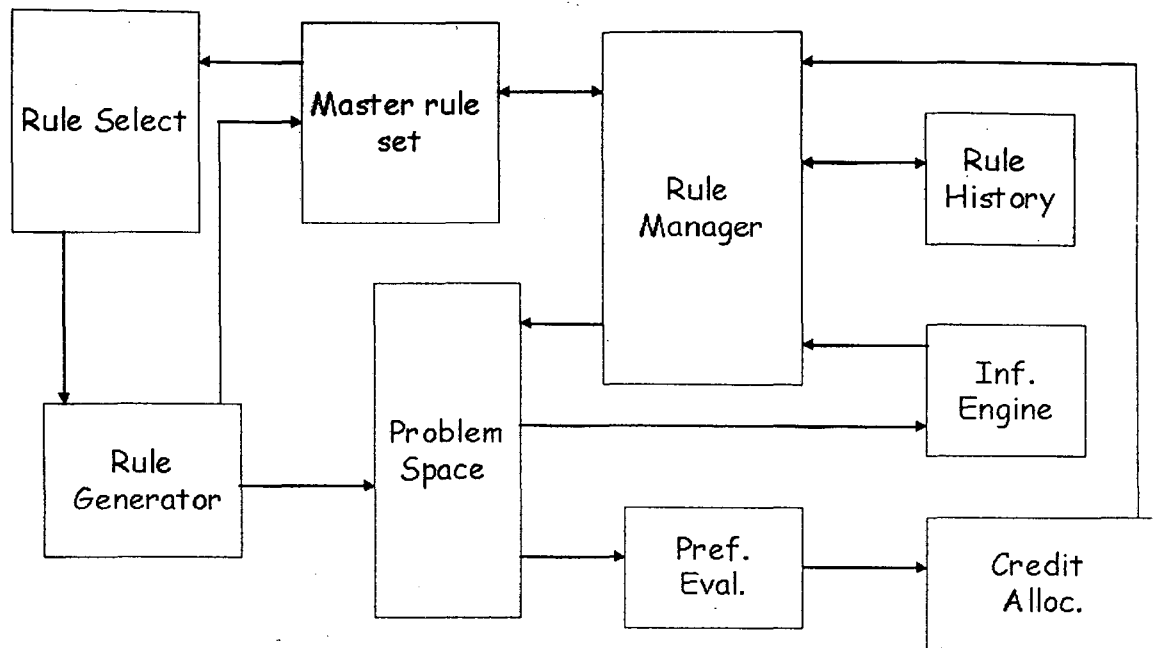 Rule Select
Master rule
set
Rule
Manager
Rule
History
Inf.
Engine
Problem
Space
Rule
Generator
Pref.
Eval.
Credit
Alloc.